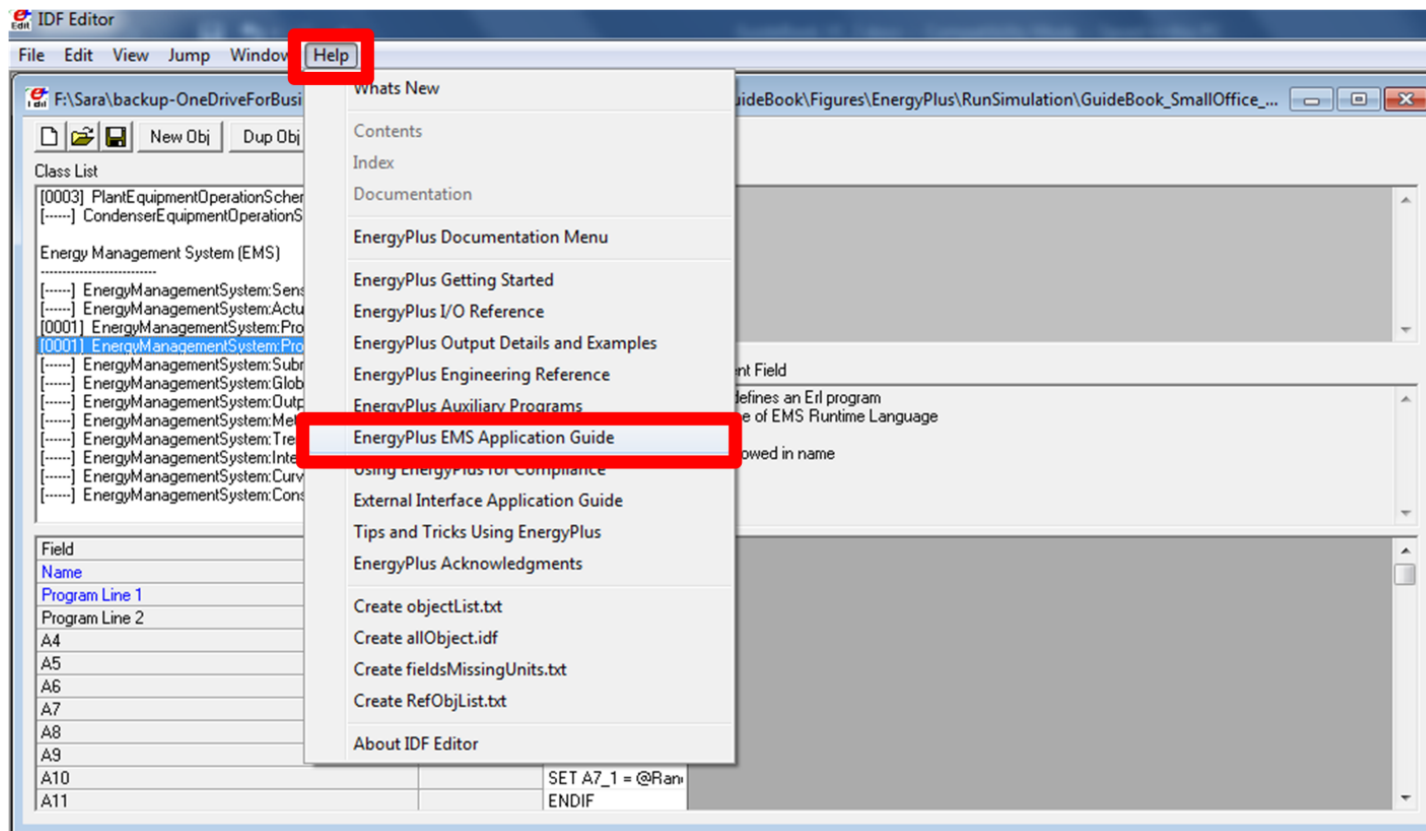 IDF Editor
File Edit View Jump Window Help
F:\Sara\backup-OneDriveForBusi
uideBook\Figures\EnergyPlus\RunSimulation\GuideBook_SmallOffice_...
New Obj Dup Obj
Class List
[0003] PlantEquipmentOperationSchem
[------] CondenserEquipmentOperationS
Energy Management System (EMS)
--------------------------
[------] EnergyManagementSystem:Sens
[------] EnergyManagementSystem:Actu
[0001] EnergyManagementSystem:Pro
[0001] EnergyManagementSystem:Pro
[------] EnergyManagementSystem:Subr
[------] EnergyManagementSystem:Glob
[------] EnergyManagementSystem:Outp
[------] EnergyManagementSystem:Met
[------] EnergyManagementSystem:Tre
[------] EnergyManagementSystem:Inte
[------] EnergyManagementSystem:Curv
[------] EnergyManagementSystem:Cons
Whats New
Contents
Index
Documentation
EnergyPlus Documentation Menu
EnergyPlus Getting Started
EnergyPlus I/O Reference
EnergyPlus Output Details and Examples
EnergyPlus Engineering Reference
EnergyPlus Auxiliary Programs
EnergyPlus EMS Application Guide
Using EnergyPlus for Compliance
External Interface Application Guide
Tips and Tricks Using EnergyPlus
EnergyPlus Acknowledgments
Create objectList.txt
Create allObject.idf
Create fieldsMissingUnits.txt
Create RefObjList.txt
About IDF Editor
nt Field
defines an Erl program
e of EMS Runtime Language
owed in name
Field
Name
Program Line 1
Program Line 2
A4
A5
A6
A7
A8
A9
A10 SET A7_1 = @Ran
A11 ENDIF